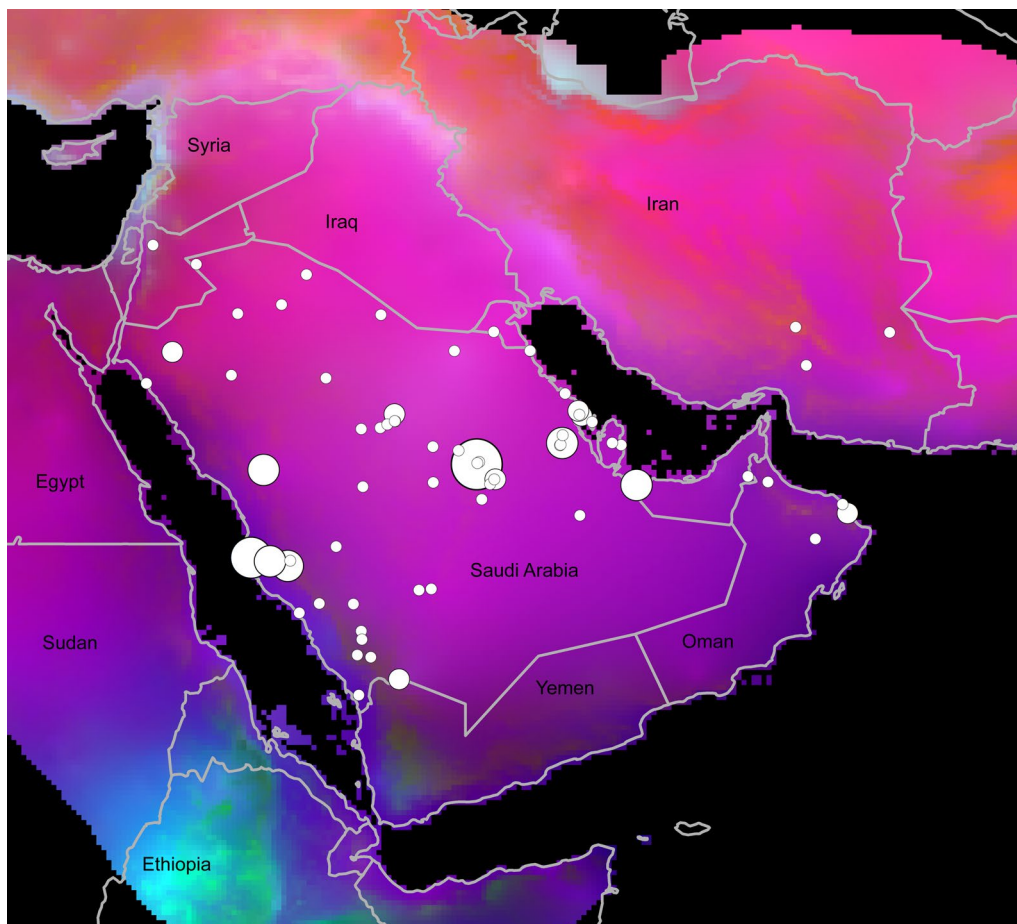 Syria
Iraq
Iran
Egypt
Saudi Arabia
Sudan
Oman
Yemen
Ethiopia